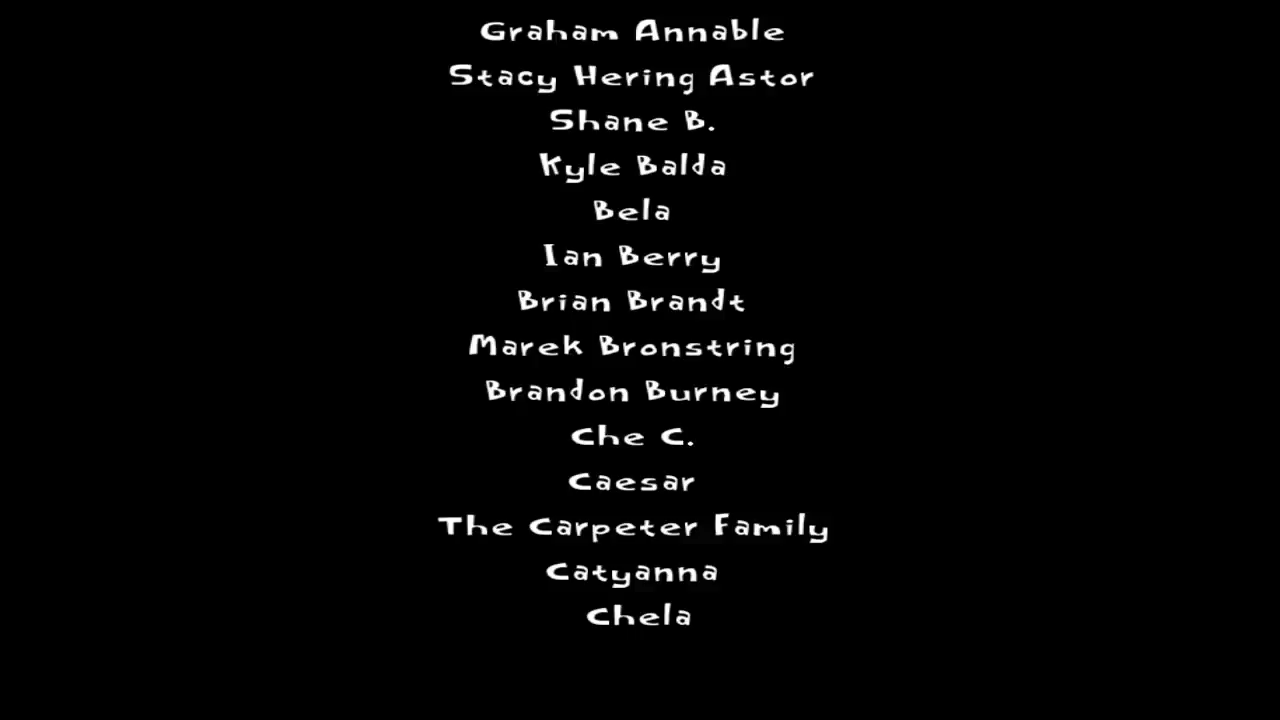 Graham Annable
Stacy Hering Astor
Shane B.
Kyle Balda
Bela
Ian Berry
Brian Brandt
Marek Bronstring
Brandon Burney
Che C.
Caesar
The Carpeter Family
Catyanna
Chela